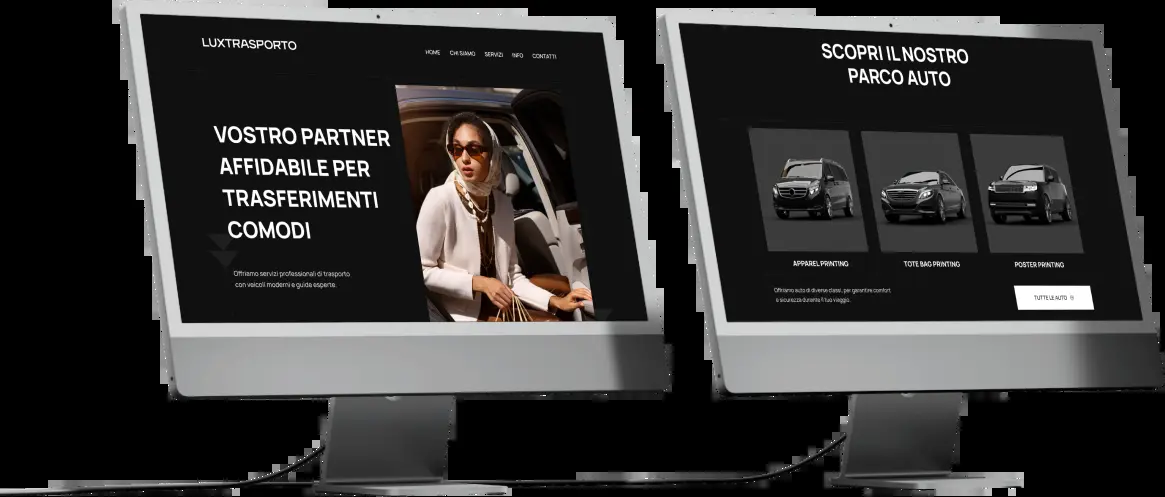 LUXTRASPORTO
HOME CHI SIAMO SERVIZI INFO CONTATTI
VOSTRO PARTNER
AFFIDABILE PER
TRASFERIMENTI
COMODI
Offriamo servizi professionali di trasporto
con veicoli moderni e guida esperte.
SCOPRI IL NOSTRO
PARCO AUTO
APPAREL PRINTING
TOTE BAG PRINTING
POSTER PRINTING
Offriamo auto di diverse classi, per garantire comfort
e sicurezza durante il tuo viaggio.
TUTTE LE AUTO